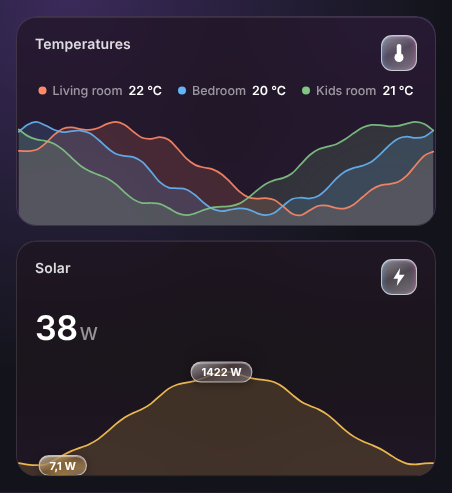 Temperatures
Living room 22 °C Bedroom 20 °C Kids room 21 °C
Solar
38 W
1422 W
7,1 W